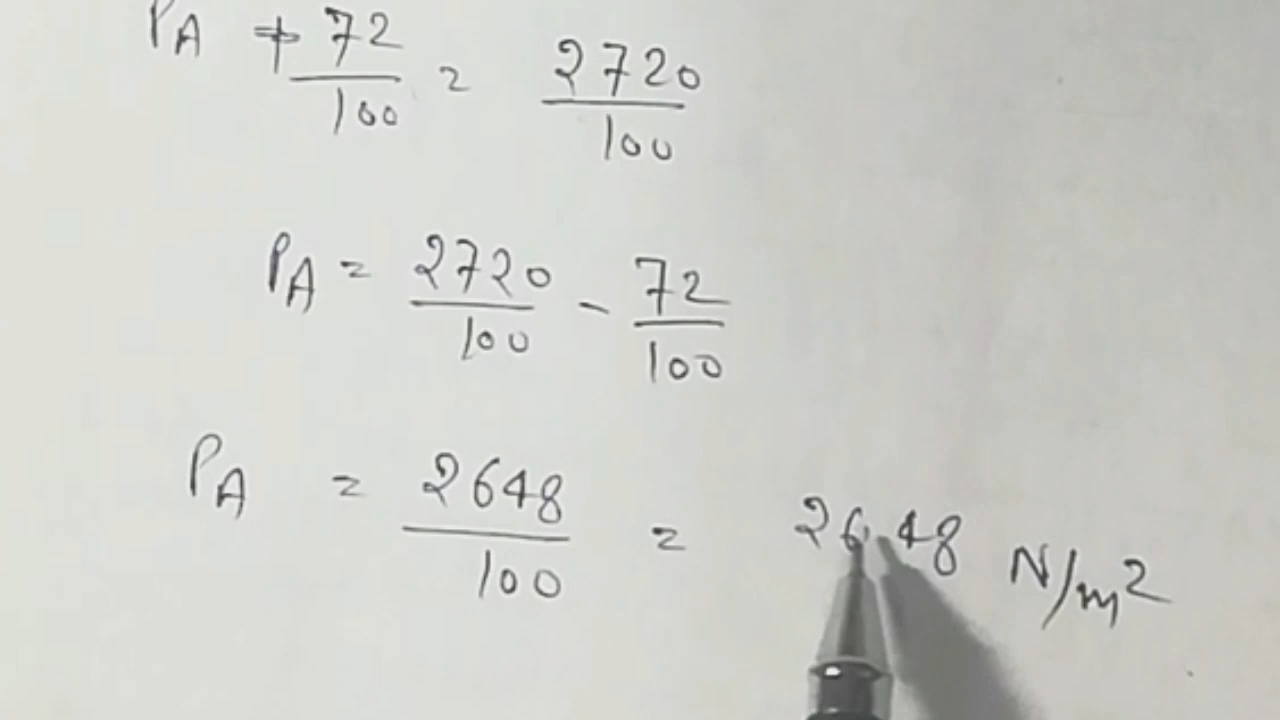 PA + 72/100 = 2720/100
PA = 2720/100 - 72/100
PA = 2648/100 = 26.48 N/m²